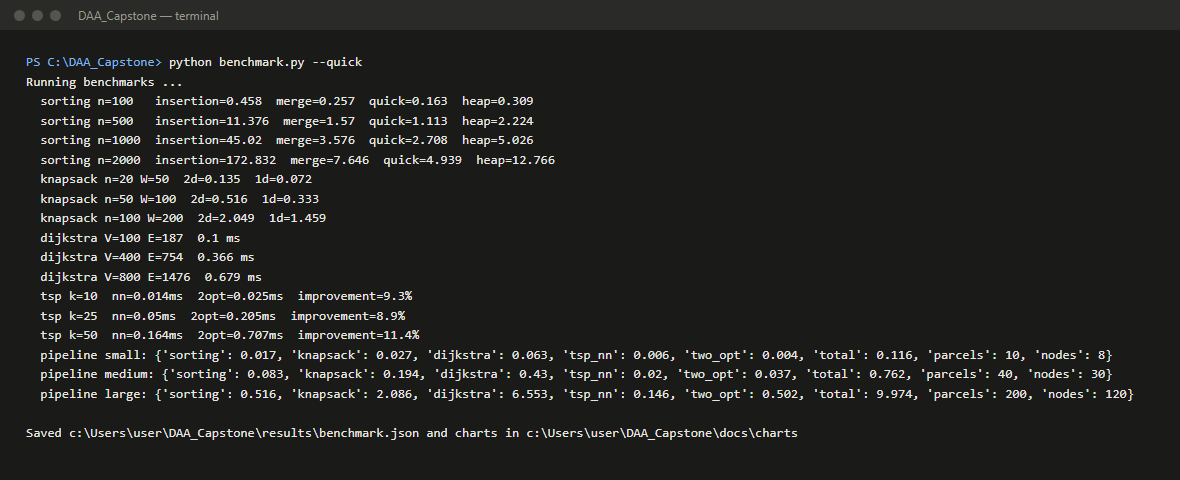 DAA_Capstone — terminal
PS C:\DAA_Capstone> python benchmark.py --quick
Running benchmarks ...
sorting n=100   insertion=0.458  merge=0.257  quick=0.163  heap=0.309
sorting n=500   insertion=11.376  merge=1.57  quick=1.113  heap=2.224
sorting n=1000  insertion=45.02  merge=3.576  quick=2.708  heap=5.026
sorting n=2000  insertion=172.832  merge=7.646  quick=4.939  heap=12.766
knapsack n=20 W=50  2d=0.135  1d=0.072
knapsack n=50 W=100  2d=0.516  1d=0.333
knapsack n=100 W=200  2d=2.049  1d=1.459
dijkstra V=100 E=187  0.1 ms
dijkstra V=400 E=754  0.366 ms
dijkstra V=800 E=1476  0.679 ms
tsp k=10  nn=0.014ms  2opt=0.025ms  improvement=9.3%
tsp k=25  nn=0.05ms  2opt=0.205ms  improvement=8.9%
tsp k=50  nn=0.164ms  2opt=0.707ms  improvement=11.4%
pipeline small: {'sorting': 0.017, 'knapsack': 0.027, 'dijkstra': 0.063, 'tsp_nn': 0.006, 'two_opt': 0.004, 'total': 0.116, 'parcels': 10, 'nodes': 8}
pipeline medium: {'sorting': 0.083, 'knapsack': 0.194, 'dijkstra': 0.43, 'tsp_nn': 0.02, 'two_opt': 0.037, 'total': 0.762, 'parcels': 40, 'nodes': 30}
pipeline large: {'sorting': 0.516, 'knapsack': 2.086, 'dijkstra': 6.553, 'tsp_nn': 0.146, 'two_opt': 0.502, 'total': 9.974, 'parcels': 200, 'nodes': 120}
Saved c:\Users\user\DAA_Capstone\results\benchmark.json and charts in c:\Users\user\DAA_Capstone\docs\charts